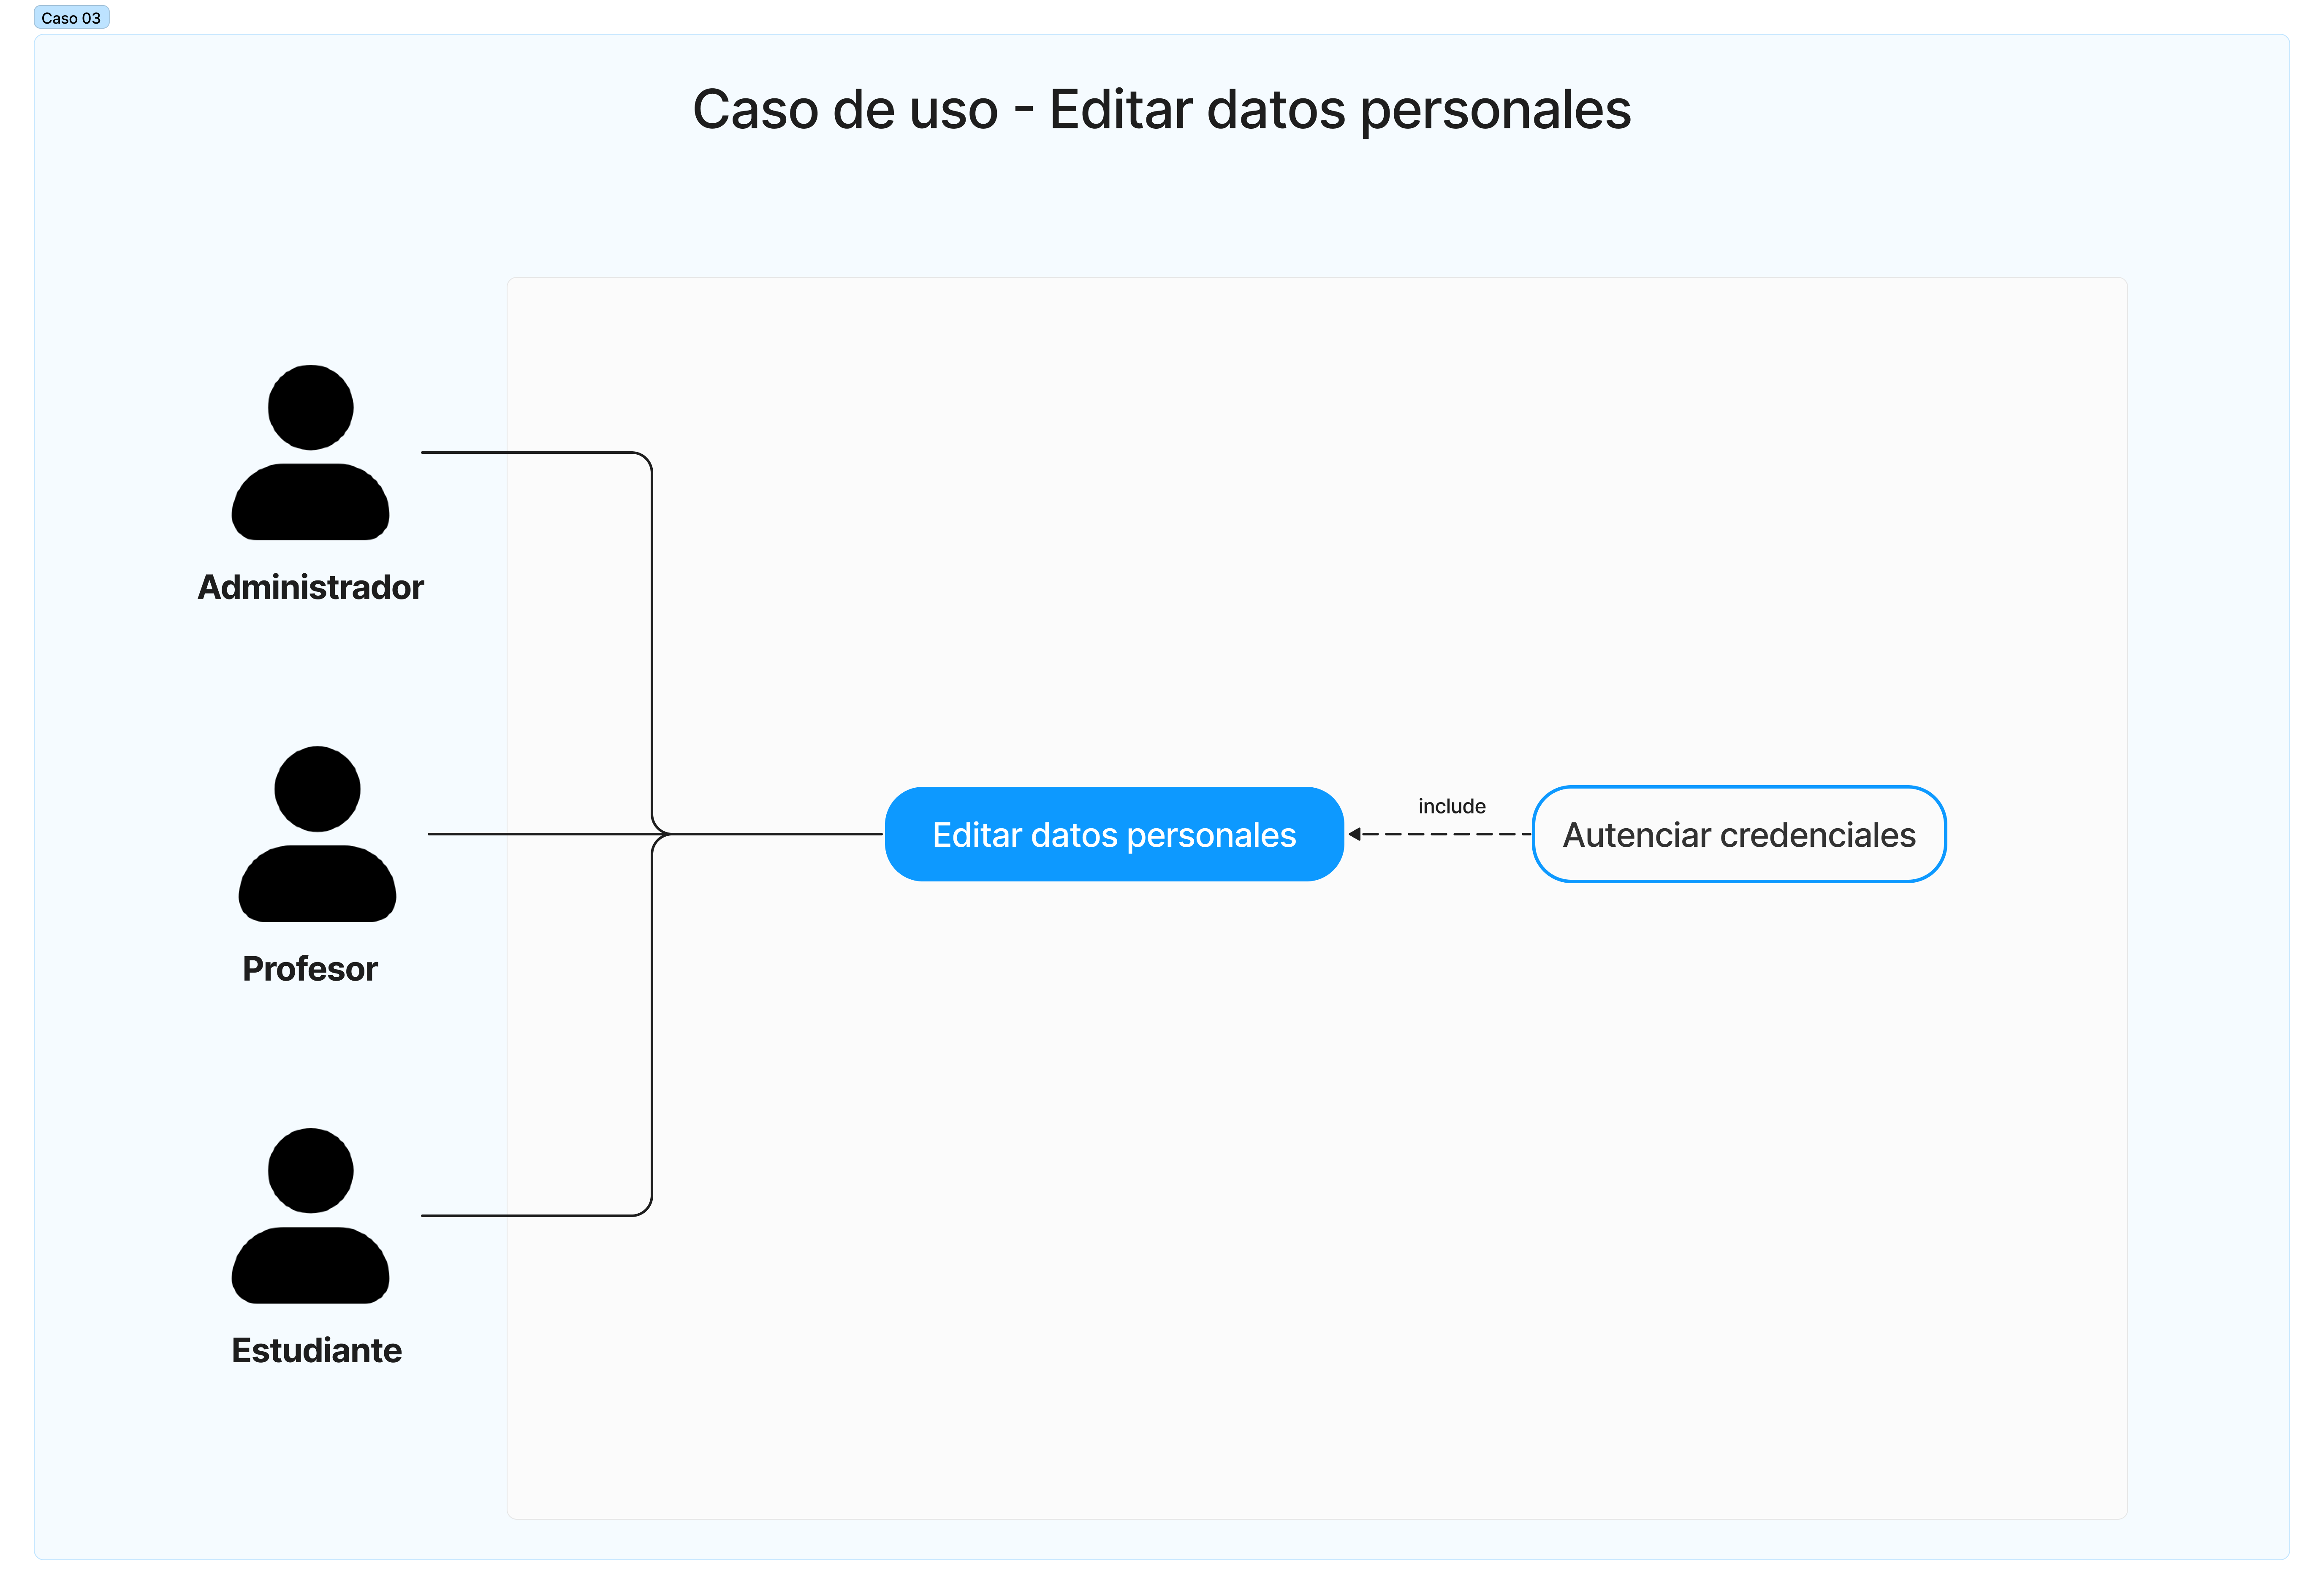 Caso 03
Caso de uso - Editar datos personales
Administrador
Profesor
Editar datos personales
include
Autenciar credenciales
Estudiante